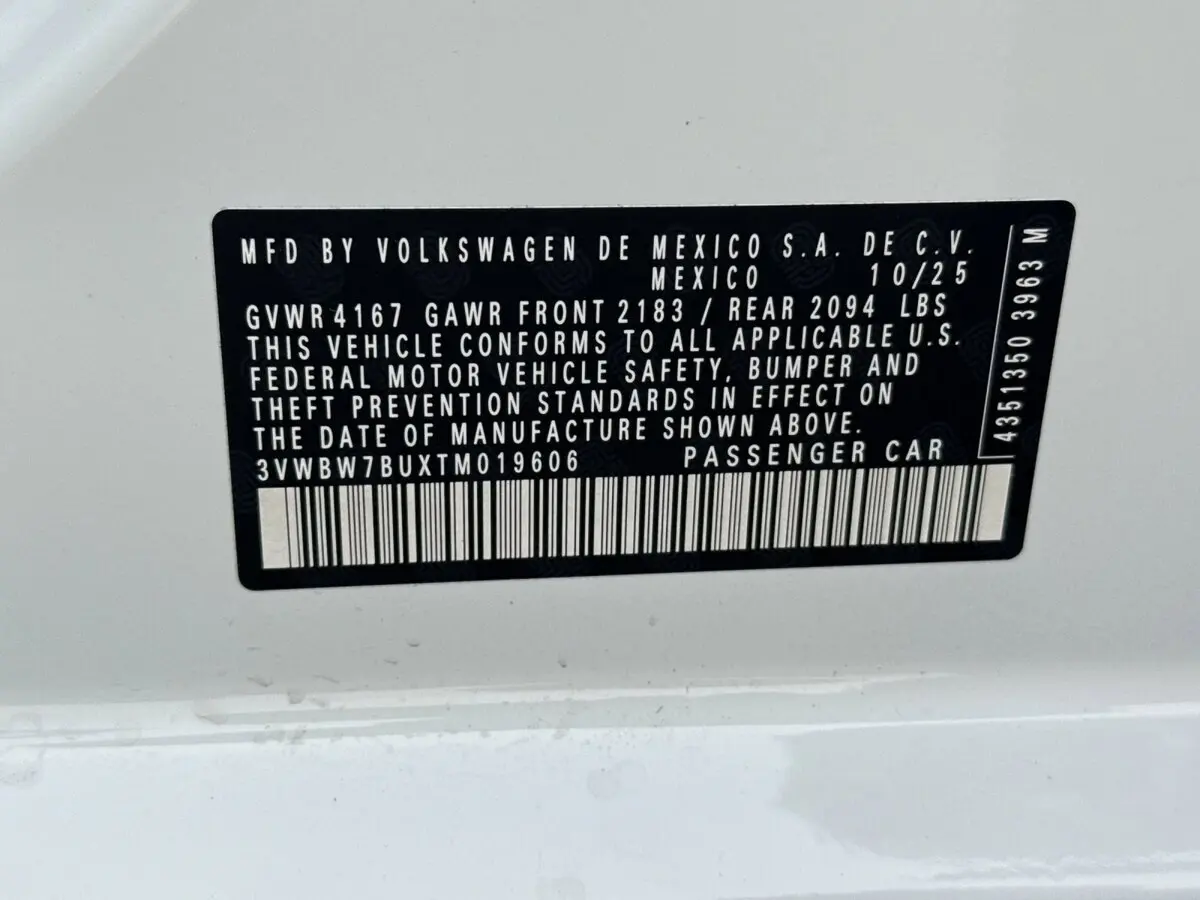 MFD BY VOLKSWAGEN DE MEXICO S.A. DE C.V.
MEXICO 10/25
GVWR 4167 GAWR FRONT 2183 / REAR 2094 LBS
THIS VEHICLE CONFORMS TO ALL APPLICABLE U.S.
FEDERAL MOTOR VEHICLE SAFETY, BUMPER AND
THEFT PREVENTION STANDARDS IN EFFECT ON
THE DATE OF MANUFACTURE SHOWN ABOVE.
3VWBW7BUXTM019606 PASSENGER CAR
4351350 3963 M